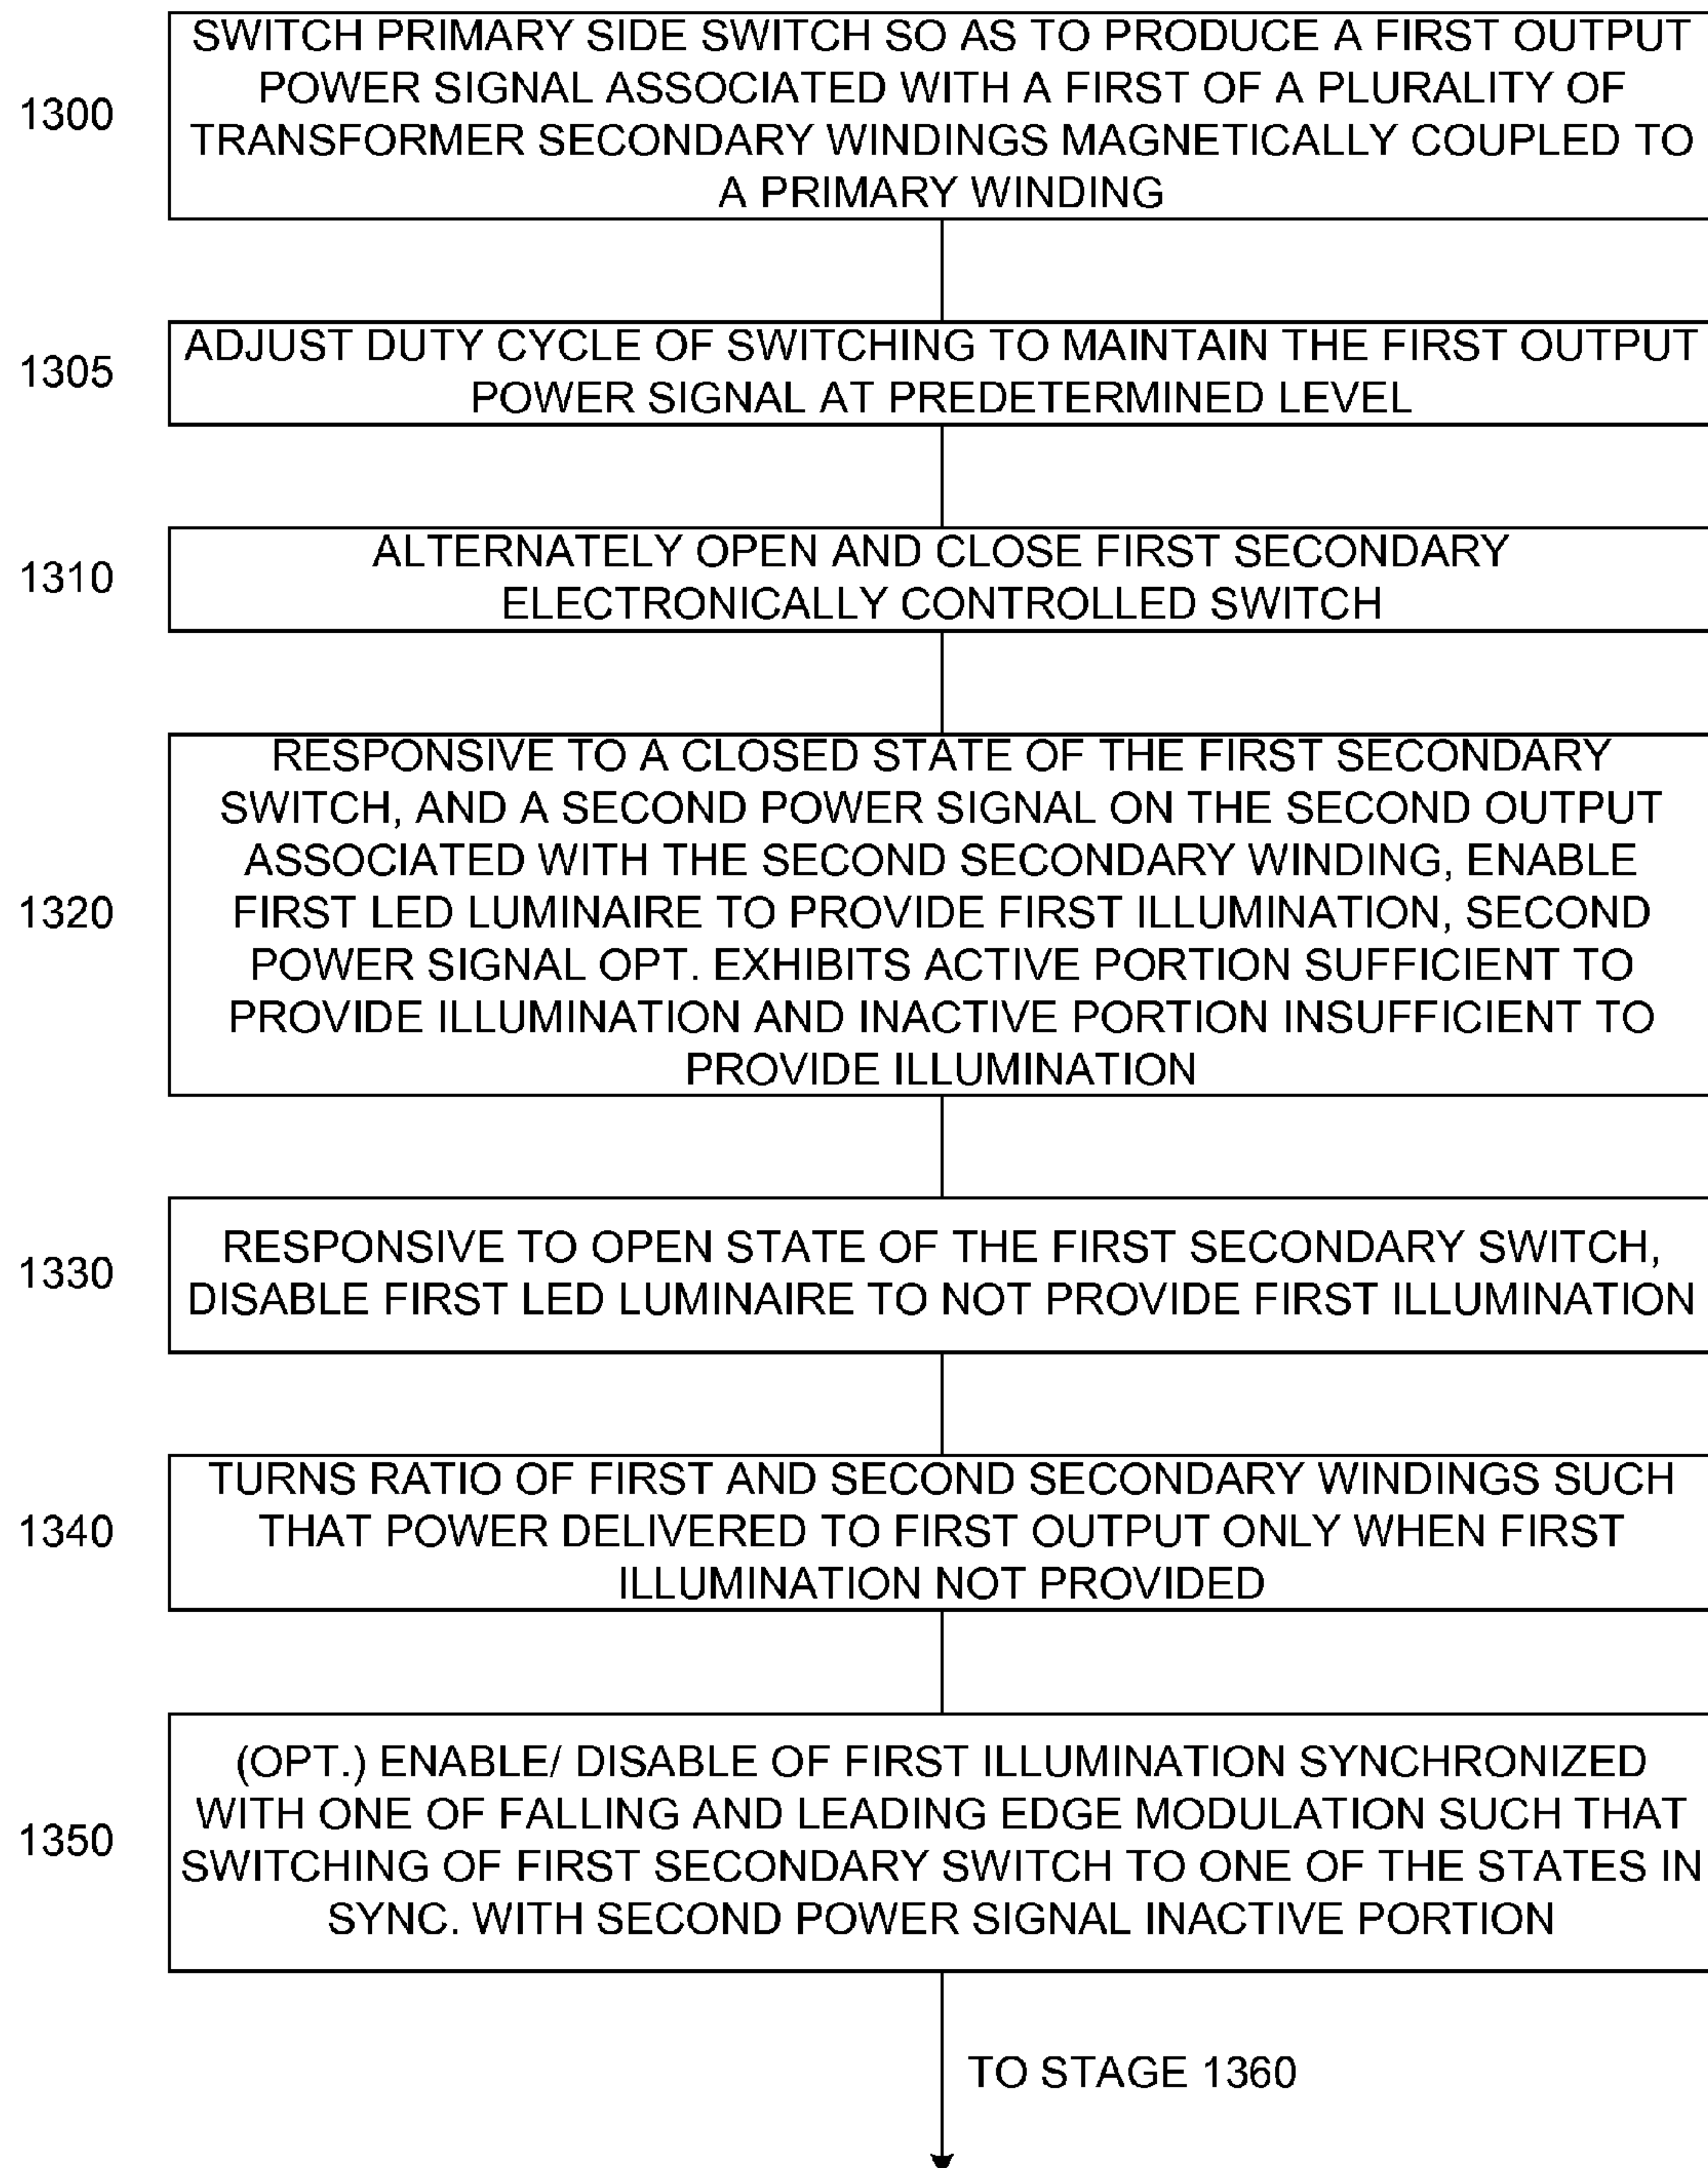 SWITCH PRIMARY SIDE SWITCH SO AS TO PRODUCE A FIRST OUTPUT
POWER SIGNAL ASSOCIATED WITH A FIRST OF A PLURALITY OF
1300
TRANSFORMER SECONDARY WINDINGS MAGNETICALLY COUPLED TO
A PRIMARY WINDING
ADJUST DUTY CYCLE OF SWITCHING TO MAINTAIN THE FIRST OUTPUT
1305
POWER SIGNAL AT PREDETERMINED LEVEL
ALTERNATELY OPEN AND CLOSE FIRST SECONDARY
1310
ELECTRONICALLY CONTROLLED SWITCH
RESPONSIVE TO A CLOSED STATE OF THE FIRST SECONDARY
SWITCH, AND A SECOND POWER SIGNAL ON THE SECOND OUTPUT
ASSOCIATED WITH THE SECOND SECONDARY WINDING, ENABLE
1320
FIRST LED LUMINAIRE TO PROVIDE FIRST ILLUMINATION, SECOND
POWER SIGNAL OPT. EXHIBITS ACTIVE PORTION SUFFICIENT TO
PROVIDE ILLUMINATION AND INACTIVE PORTION INSUFFICIENT TO
PROVIDE ILLUMINATION
RESPONSIVE TO OPEN STATE OF THE FIRST SECONDARY SWITCH,
1330
DISABLE FIRST LED LUMINAIRE TO NOT PROVIDE FIRST ILLUMINATION
TURNS RATIO OF FIRST AND SECOND SECONDARY WINDINGS SUCH
1340
THAT POWER DELIVERED TO FIRST OUTPUT ONLY WHEN FIRST
ILLUMINATION NOT PROVIDED
(OPT.) ENABLE/ DISABLE OF FIRST ILLUMINATION SYNCHRONIZED
WITH ONE OF FALLING AND LEADING EDGE MODULATION SUCH THAT
1350
SWITCHING OF FIRST SECONDARY SWITCH TO ONE OF THE STATES IN
SYNC. WITH SECOND POWER SIGNAL INACTIVE PORTION
TO STAGE 1360